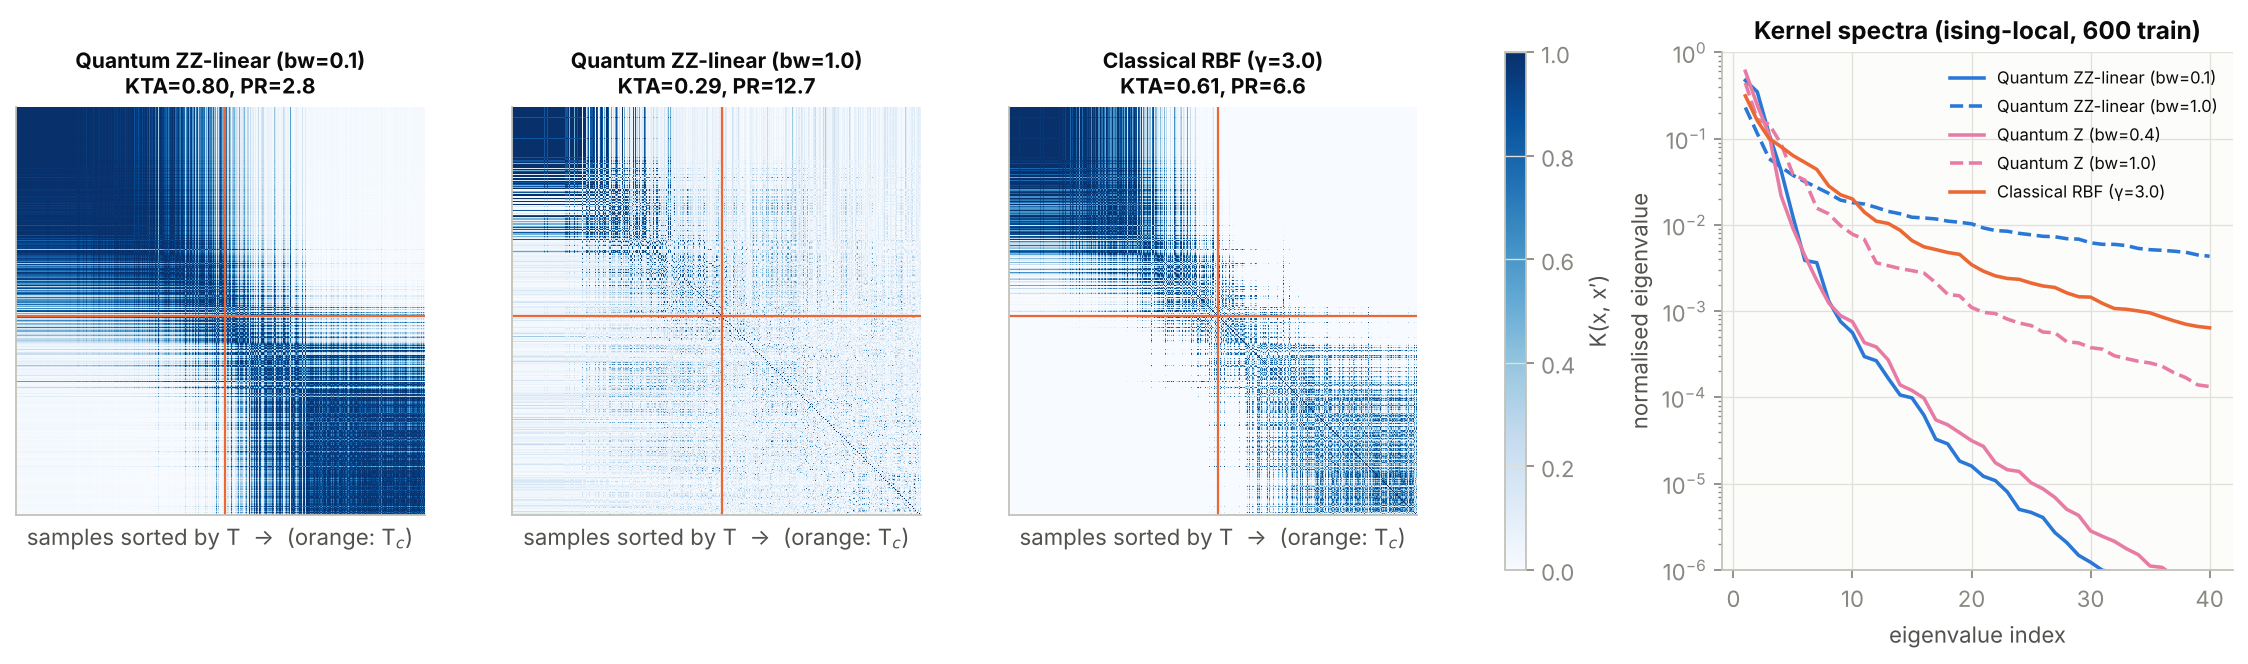 Quantum ZZ-linear (bw=0.1)
KTA=0.80, PR=2.8
samples sorted by T → (orange: T_c)
Quantum ZZ-linear (bw=1.0)
KTA=0.29, PR=12.7
samples sorted by T → (orange: T_c)
Classical RBF (γ=3.0)
KTA=0.61, PR=6.6
samples sorted by T → (orange: T_c)
1.0
0.8
0.6
0.4
0.2
0.0
K(x, x')
Kernel spectra (ising-local, 600 train)
normalised eigenvalue
10^0
10^-1
10^-2
10^-3
10^-4
10^-5
10^-6
Quantum ZZ-linear (bw=0.1)
Quantum ZZ-linear (bw=1.0)
Quantum Z (bw=0.4)
Quantum Z (bw=1.0)
Classical RBF (γ=3.0)
0 10 20 30 40
eigenvalue index